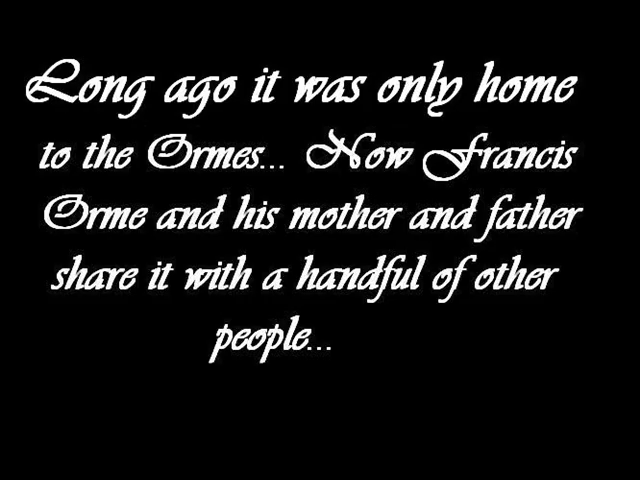 Long ago it was only home
to the Ormes... Now Francis
Orme and his mother and father
share it with a handful of other
people...